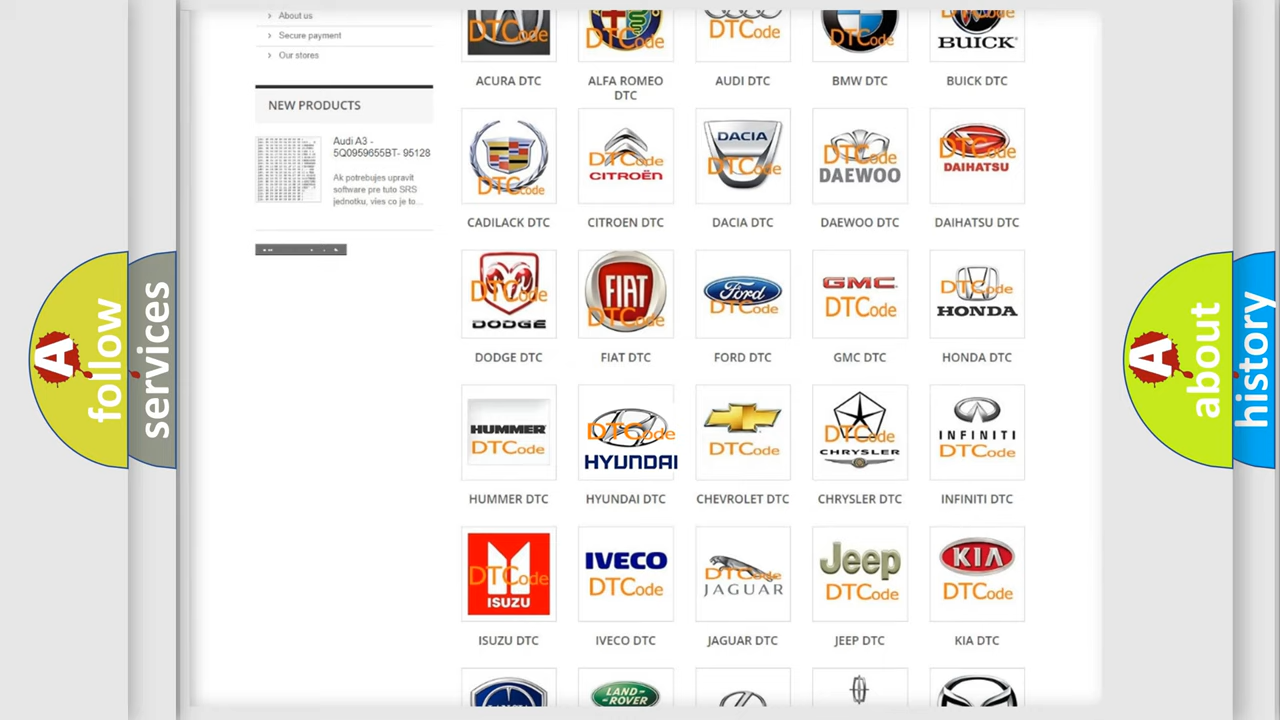 About us
Secure payment
Our stores
NEW PRODUCTS
Audi A3 -
5Q0959655BT- 95128
Ak potrebujes upravit
software pre tuto SRS
jednotku, vies co je to...
DTCode
DTCode
DTCode
DTCode
BUICK
ACURA DTC
ALFA ROMEO
DTC
AUDI DTC
BMW DTC
BUICK DTC
DTCode
DTCode
CITROËN
DACIA
DTCode
DTCode
DAEWOO
DTCode
DAIHATSU
CADILACK DTC
CITROEN DTC
DACIA DTC
DAEWOO DTC
DAIHATSU DTC
DTCode
DODGE
FIAT
DTCode
Ford
DTCode
GMC
DTCode
DTCode
HONDA
DODGE DTC
FIAT DTC
FORD DTC
GMC DTC
HONDA DTC
HUMMER
DTCode
DTCode
HYUNDAI
DTCode
DTCode
CHRYSLER
INFINITI
DTCode
HUMMER DTC
HYUNDAI DTC
CHEVROLET DTC
CHRYSLER DTC
INFINITI DTC
DTCode
ISUZU
IVECO
DTCode
DTCode
JAGUAR
Jeep
DTCode
KIA
DTCode
ISUZU DTC
IVECO DTC
JAGUAR DTC
JEEP DTC
KIA DTC
LAND-
ROVER
A
follow
services
A
about
history